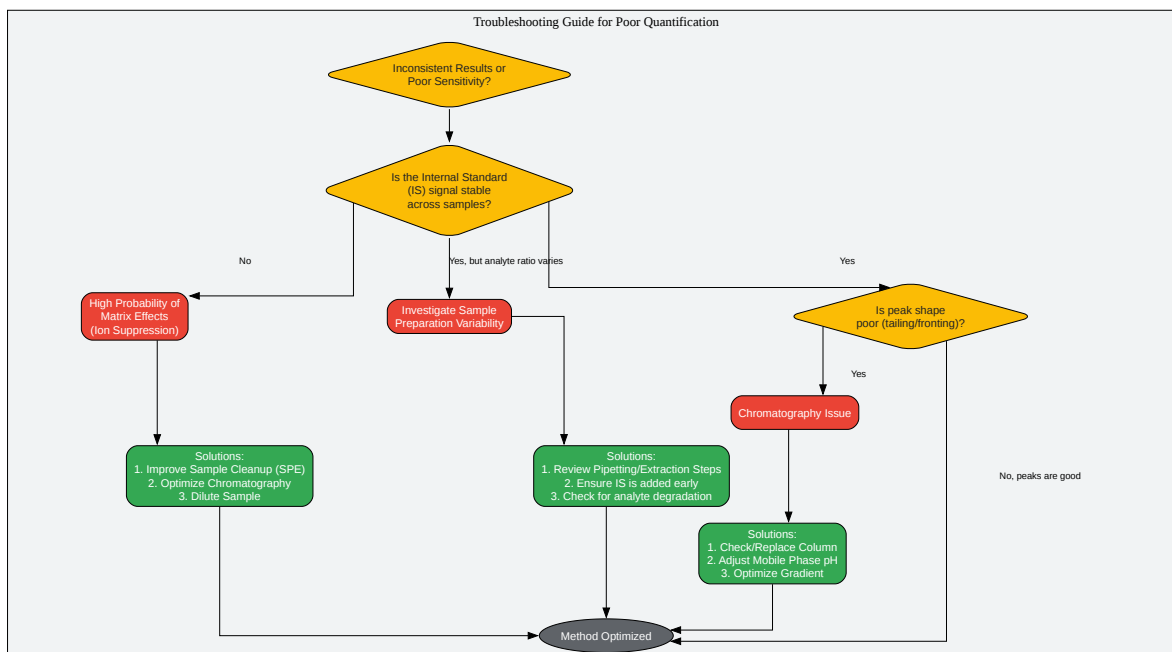 Troubleshooting Guide for Poor Quantification
Inconsistent Results or
Poor Sensitivity?
Is the Internal Standard
(IS) signal stable
across samples?
No
Yes, but analyte ratio varies
Yes
High Probability of
Matrix Effects
(Ion Suppression)
Investigate Sample
Preparation Variability
Is peak shape
poor (tailing/fronting)?
Yes
Chromatography Issue
Solutions:
1. Improve Sample Cleanup (SPE)
2. Optimize Chromatography
3. Dilute Sample
Solutions:
1. Review Pipetting/Extraction Steps
2. Ensure IS is added early
3. Check for analyte degradation
No, peaks are good
Solutions:
1. Check/Replace Column
2. Adjust Mobile Phase pH
3. Optimize Gradient
Method Optimized